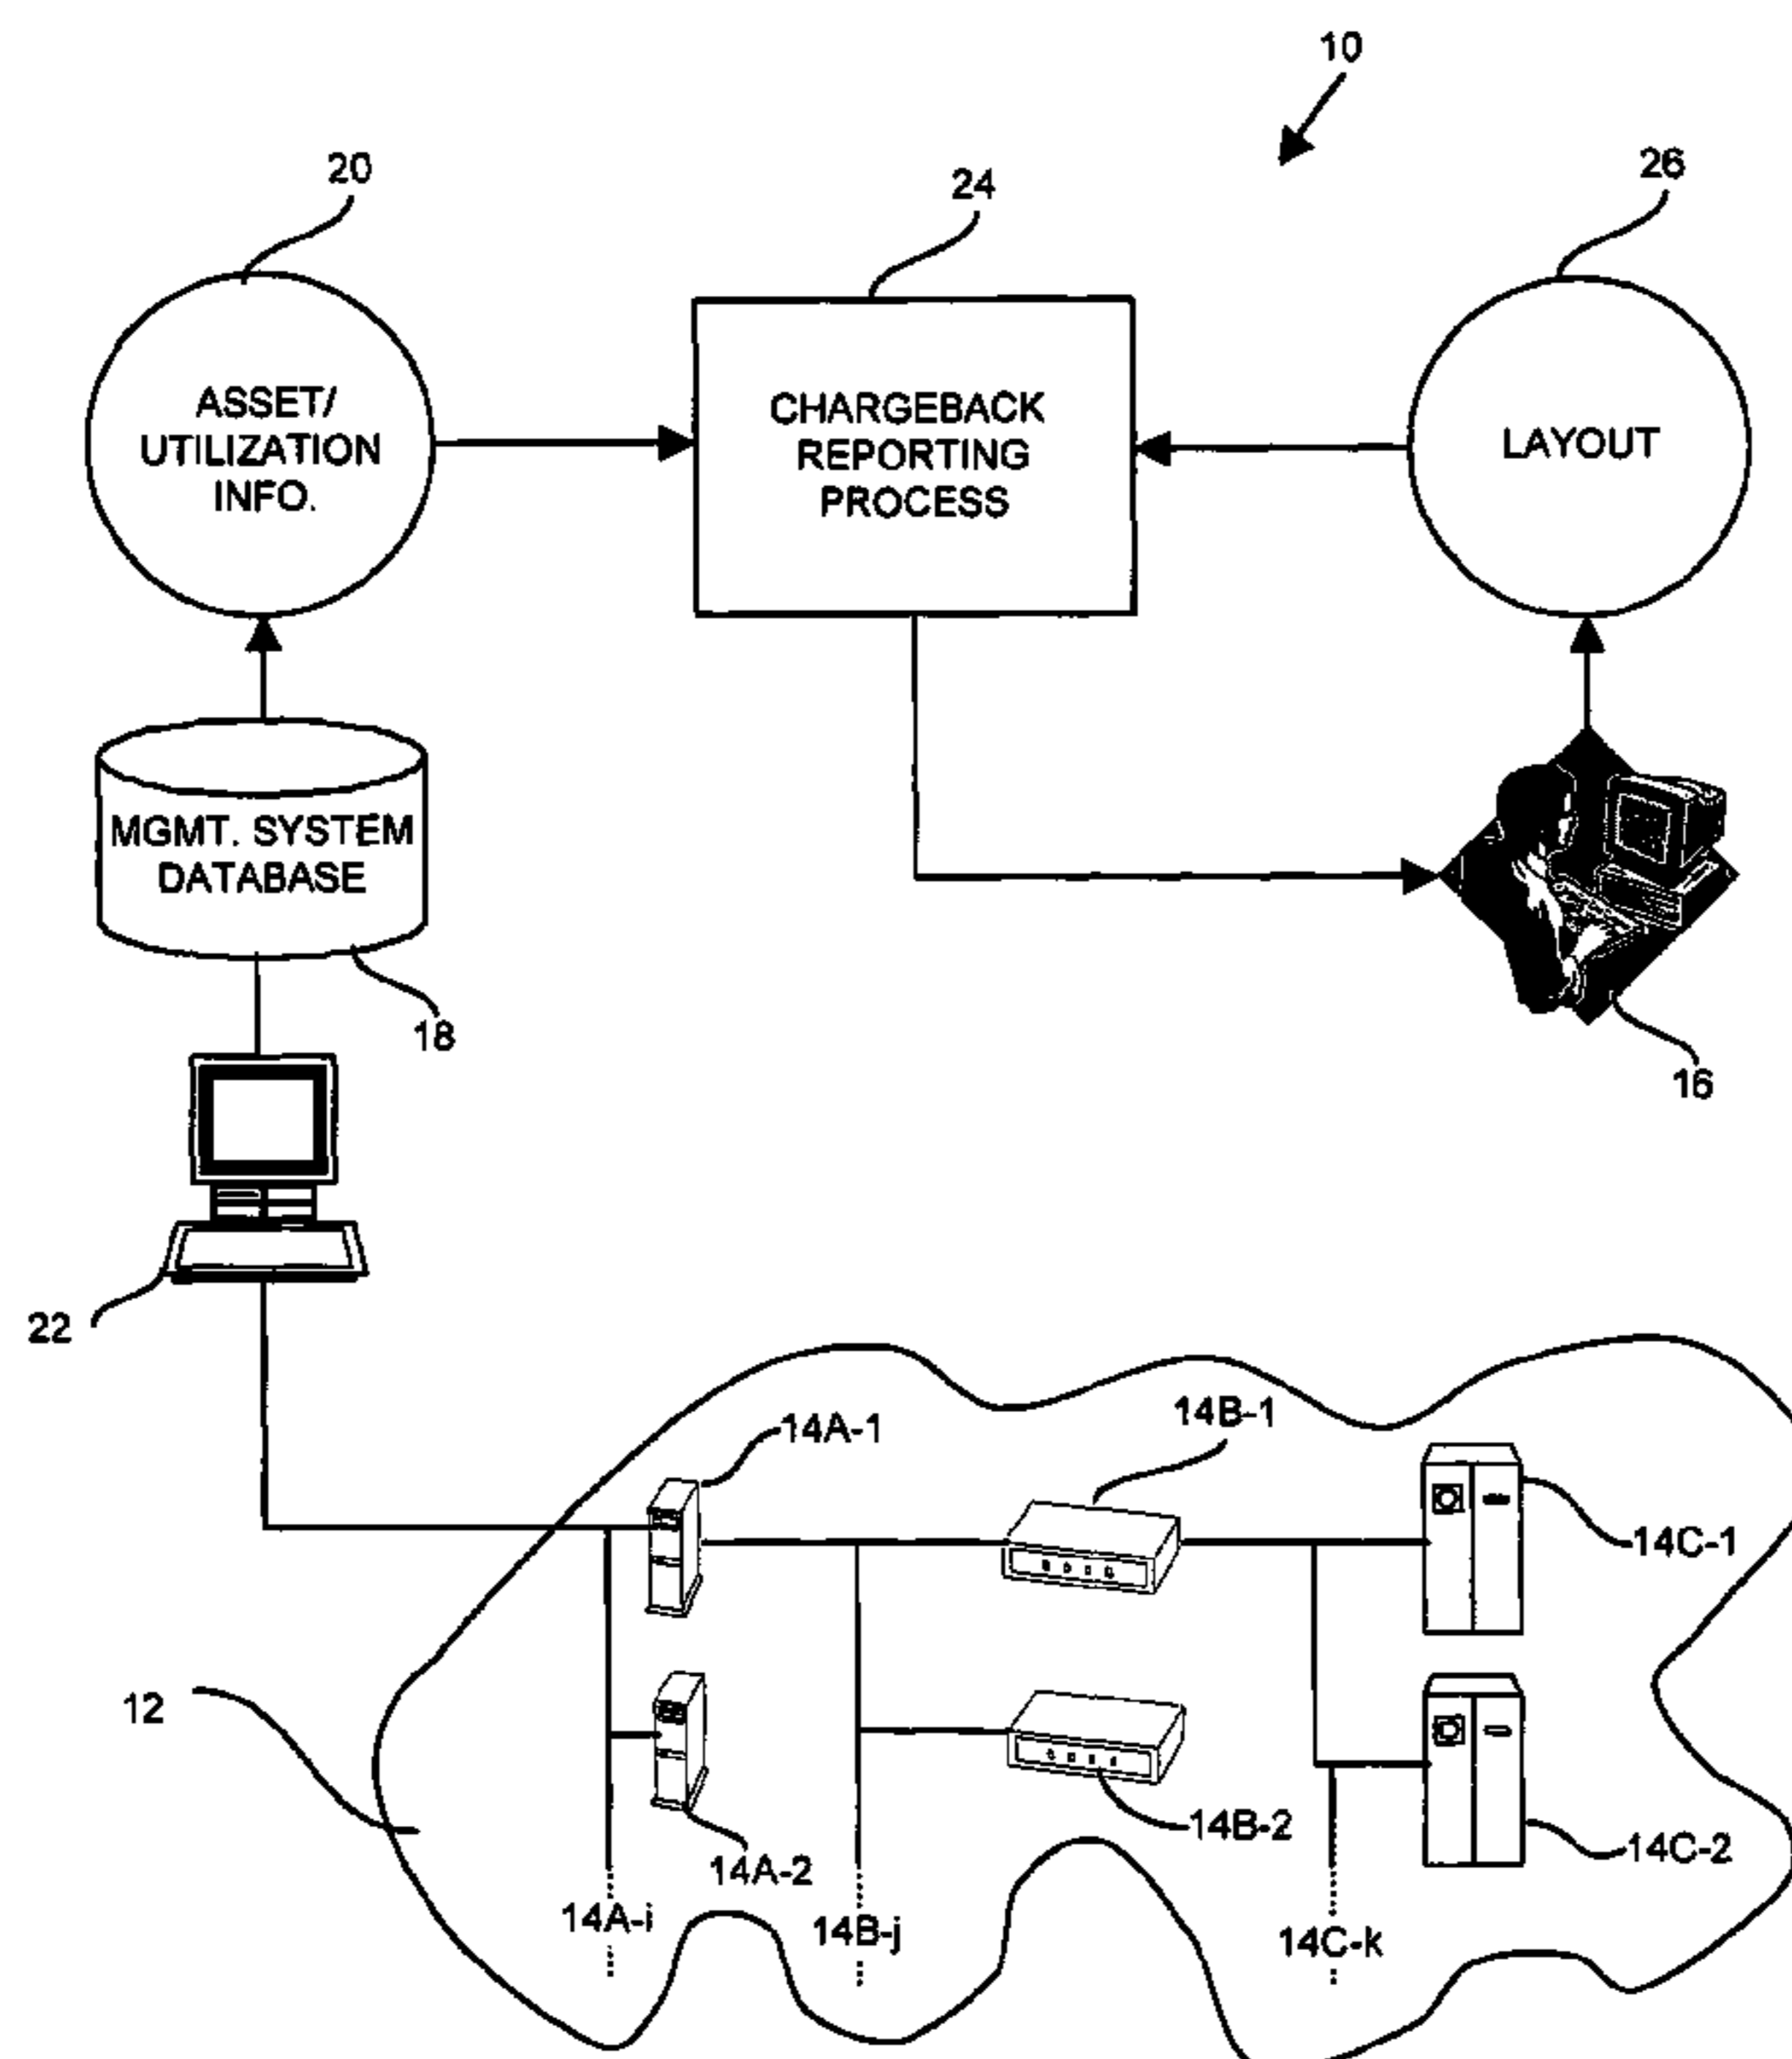 10
20
24
26
ASSET/
UTILIZATION
INFO.
CHARGEBACK
REPORTING
PROCESS
LAYOUT
MGMT. SYSTEM
DATABASE
18
16
22
14A-1
14B-1
14C-1
12
14A-2
14B-2
14C-2
14A-i
14B-j
14C-k